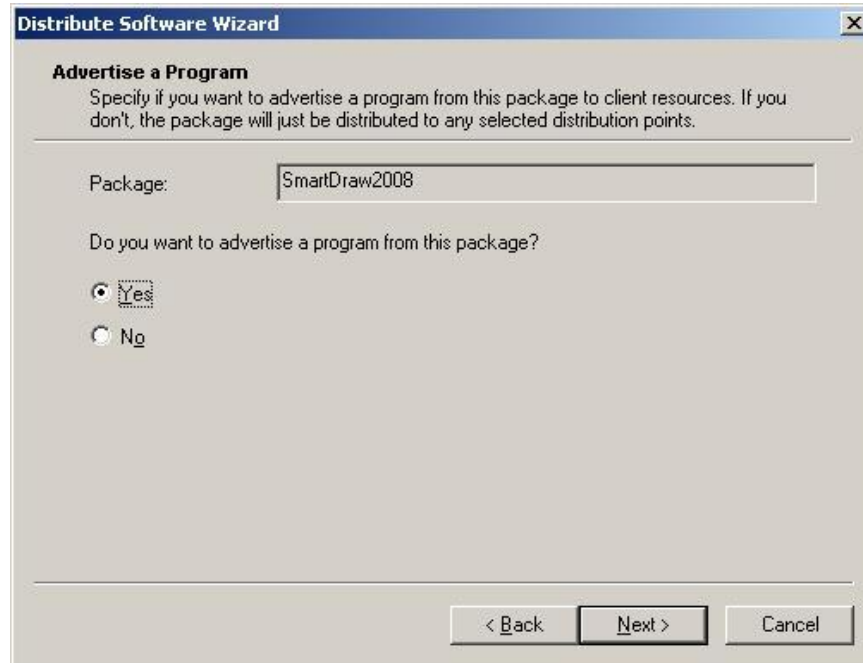 Distribute Software Wizard
Advertise a Program
Specify if you want to advertise a program from this package to client resources. If you
don't, the package will just be distributed to any selected distribution points.
Package: SmartDraw2008
Do you want to advertise a program from this package?
Yes
No
< Back Next > Cancel